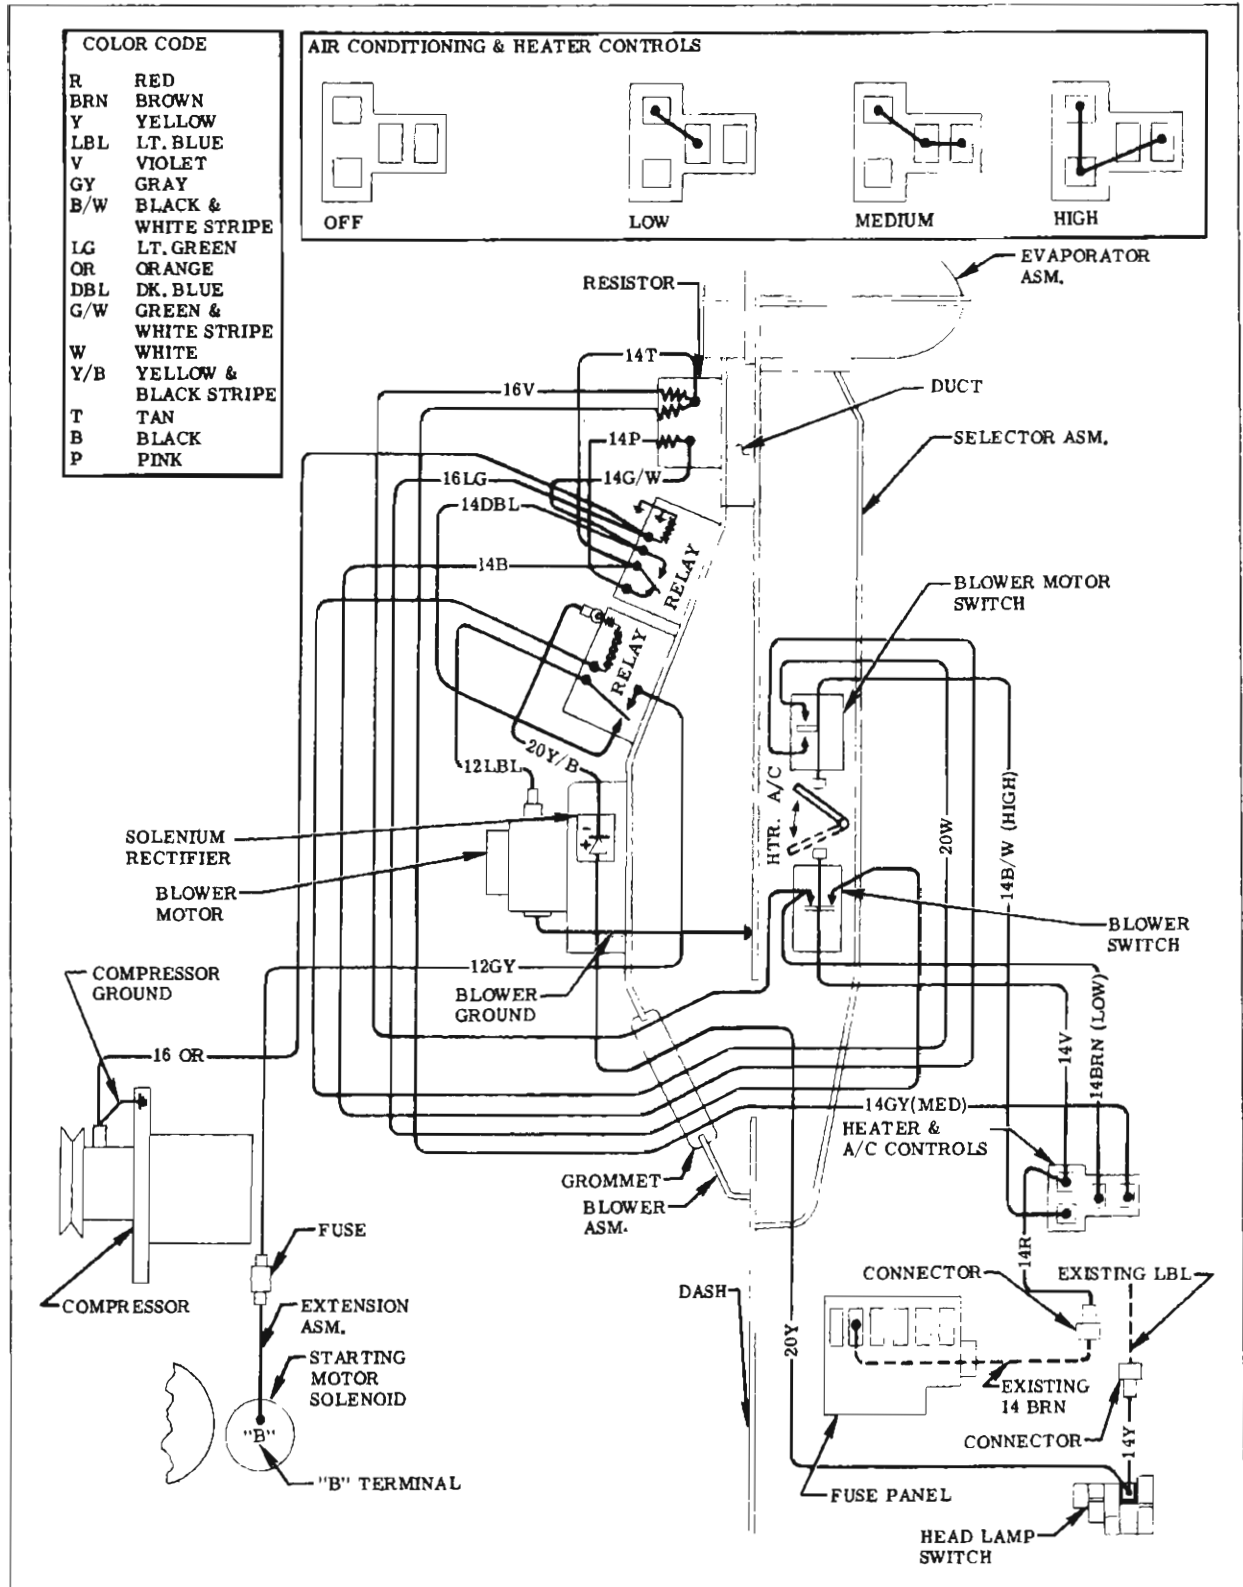 COLOR CODE
R RED
BRN BROWN
Y YELLOW
LBL LT. BLUE
V VIOLET
GY GRAY
B/W BLACK &
WHITE STRIPE
LG LT. GREEN
OR ORANGE
DBL DK. BLUE
G/W GREEN &
WHITE STRIPE
W WHITE
Y/B YELLOW &
BLACK STRIPE
T TAN
B BLACK
P PINK
AIR CONDITIONING & HEATER CONTROLS
OFF
LOW
MEDIUM
HIGH
EVAPORATOR
ASM.
RESISTOR
14T
16V
DUCT
14P
SELECTOR ASM.
16LG
14G/W
14DBL
14B
RELAY
BLOWER MOTOR
SWITCH
RELAY
20Y/B
12LBL
HTR. A/C
20W
14B/W (HIGH)
SOLENIUM
RECTIFIER
- +
+
BLOWER
MOTOR
BLOWER
SWITCH
12GY
BLOWER
GROUND
COMPRESSOR
GROUND
16 OR
14V
14BRN (LOW)
14GY(MED)
HEATER &
A/C CONTROLS
GROMMET
BLOWER
ASM.
FUSE
14R
COMPRESSOR
CONNECTOR
EXISTING LBL
DASH
EXTENSION
ASM.
20Y
STARTING
MOTOR
SOLENOID
EXISTING
14 BRN
"B"
CONNECTOR
14Y
"B" TERMINAL
FUSE PANEL
HEAD LAMP
SWITCH